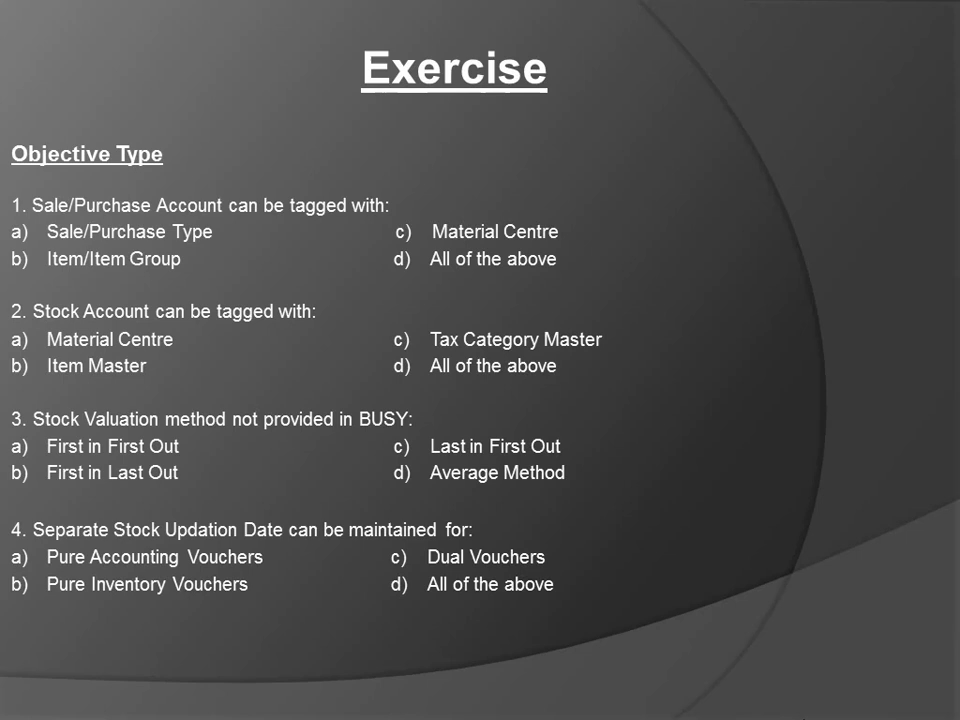 Exercise
Objective Type
1. Sale/Purchase Account can be tagged with:
a) Sale/Purchase Type c) Material Centre
b) Item/Item Group d) All of the above
2. Stock Account can be tagged with:
a) Material Centre c) Tax Category Master
b) Item Master d) All of the above
3. Stock Valuation method not provided in BUSY:
a) First in First Out c) Last in First Out
b) First in Last Out d) Average Method
4. Separate Stock Updation Date can be maintained for:
a) Pure Accounting Vouchers c) Dual Vouchers
b) Pure Inventory Vouchers d) All of the above